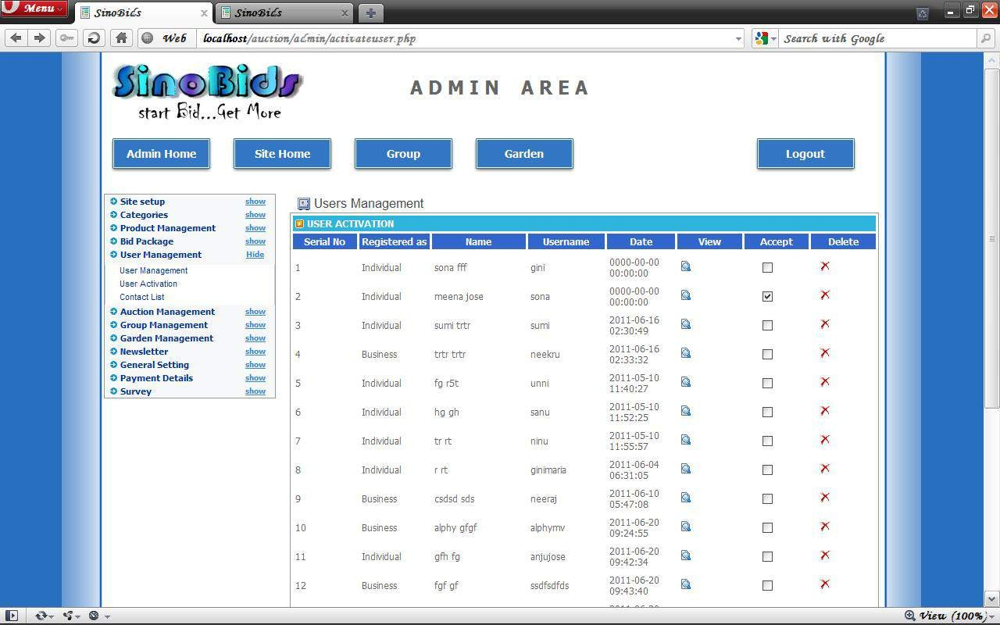 Menu SinoBids SinoBids
Web localhost/auction/admin/activateuser.php Search with Google
SinoBids
start Bid...Get More
ADMIN AREA
Admin Home Site Home Group Garden Logout
Site setup show
Categories show
Product Management show
Bid Package show
User Management Hide
User Management
User Activation
Contact List
Auction Management show
Group Management show
Garden Management show
Newsletter show
General Setting show
Payment Details show
Survey show
Users Management
USER ACTIVATION
Serial No Registered as Name Username Date View Accept Delete
1 Individual sona fff gini 0000-00-00 00:00:00
2 Individual meena jose sona 0000-00-00 00:00:00
3 Individual sumi trtr sumi 2011-06-16 02:30:49
4 Business trtr trtr neekru 2011-06-16 02:33:32
5 Individual fg r5t unni 2011-05-10 11:40:27
6 Individual hg gh sanu 2011-05-10 11:52:25
7 Individual tr rt ninu 2011-05-10 11:55:57
8 Individual r rt ginimaria 2011-06-04 06:31:05
9 Business csdsd sds neeraj 2011-06-10 05:47:08
10 Business alphy gfgf alphymv 2011-06-20 09:24:55
11 Individual gfh fg anjujose 2011-06-20 09:42:34
12 Business fgf gf ssdfsdfds 2011-06-20 09:43:40
View (100%)